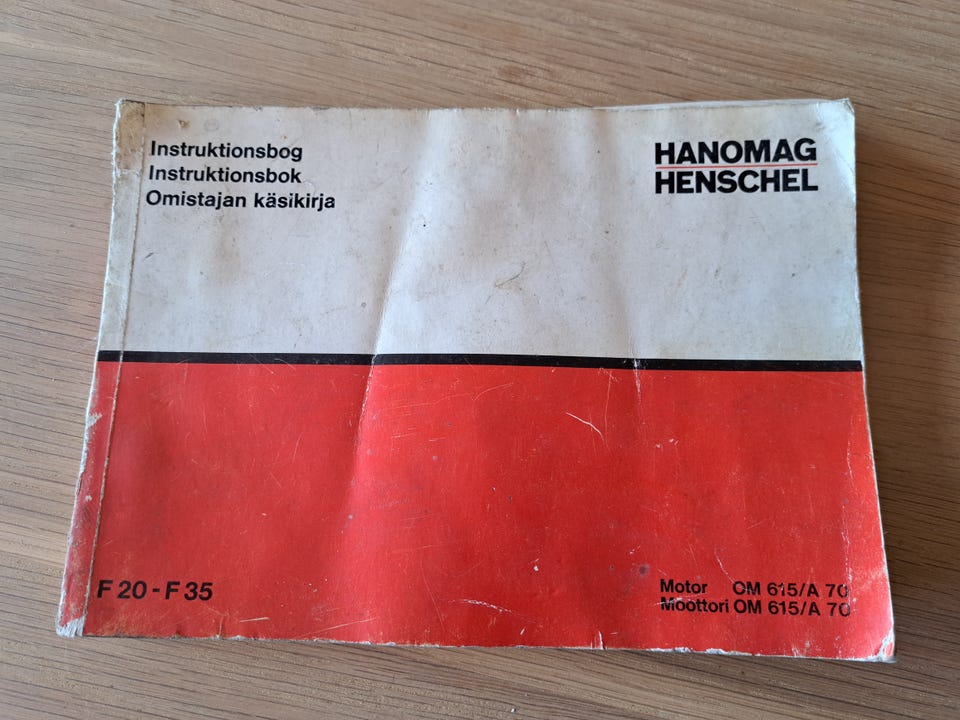 Instruktionsbog
Instruktionsbok
Omistajan käsikirja
HANOMAG
HENSCHEL
F 20 - F 35
Motor OM 615/A 70
Moottori OM 615/A 70